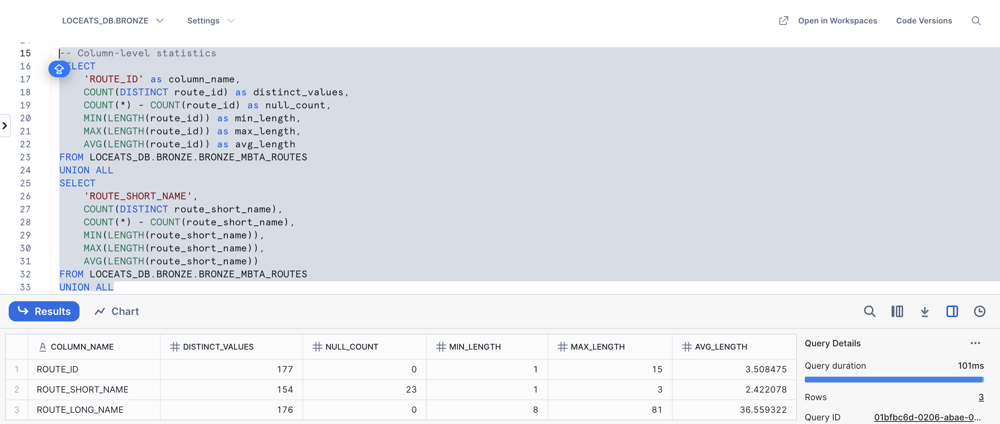 LOCEATS_DB.BRONZE Settings Open in Workspaces Code Versions
15 -- Column-level statistics
16 SELECT
17 'ROUTE_ID' as column_name,
18 COUNT(DISTINCT route_id) as distinct_values,
19 COUNT(*) - COUNT(route_id) as null_count,
20 MIN(LENGTH(route_id)) as min_length,
21 MAX(LENGTH(route_id)) as max_length,
22 AVG(LENGTH(route_id)) as avg_length
23 FROM LOCEATS_DB.BRONZE.BRONZE_MBTA_ROUTES
24 UNION ALL
25 SELECT
26 'ROUTE_SHORT_NAME',
27 COUNT(DISTINCT route_short_name),
28 COUNT(*) - COUNT(route_short_name),
29 MIN(LENGTH(route_short_name)),
30 MAX(LENGTH(route_short_name)),
31 AVG(LENGTH(route_short_name))
32 FROM LOCEATS_DB.BRONZE.BRONZE_MBTA_ROUTES
33 UNION ALL
Results Chart
COLUMN_NAME DISTINCT_VALUES NULL_COUNT MIN_LENGTH MAX_LENGTH AVG_LENGTH
1 ROUTE_ID 177 0 1 15 3.508475
2 ROUTE_SHORT_NAME 154 23 1 3 2.422078
3 ROUTE_LONG_NAME 176 0 8 81 36.559322
Query Details
Query duration 101ms
Rows 3
Query ID 01bfbc6d-0206-abae-0...